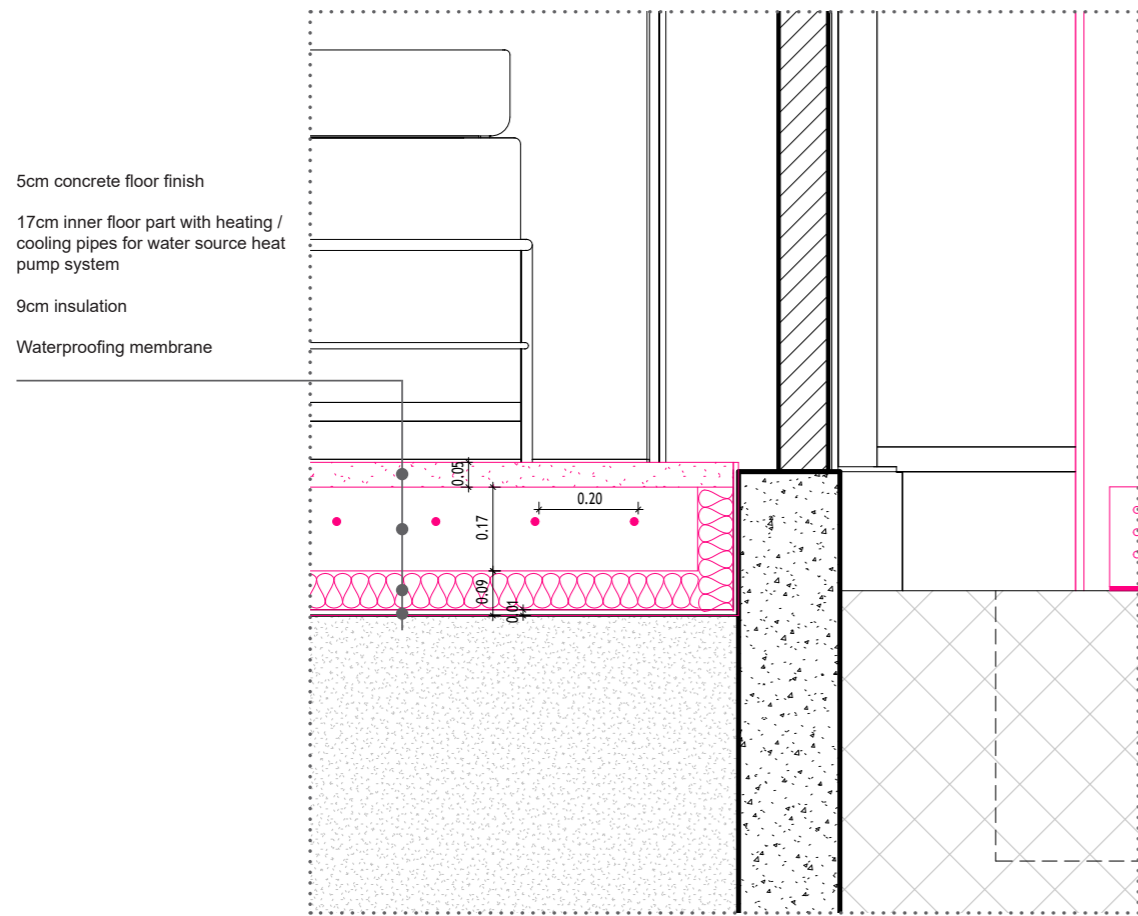 5cm concrete floor finish
17cm inner floor part with heating /
cooling pipes for water source heat
pump system
9cm insulation
Waterproofing membrane
0.05
0.20
0.17
0.09
0.01